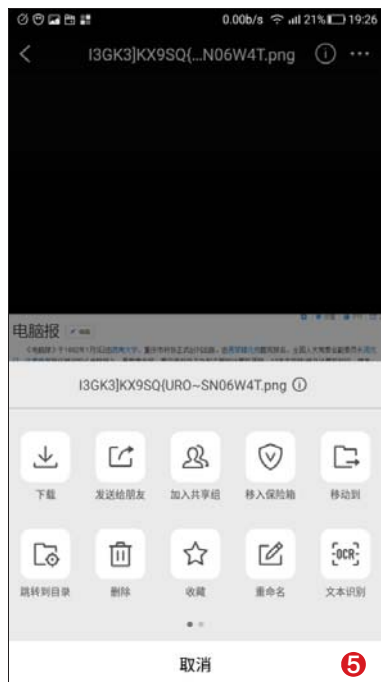 0.00b/s 21% 19:26
I3GK3]KX9SQ{...N06W4T.png
电脑报
I3GK3]KX9SQ{URO~SN06W4T.png
下载 发送给朋友 加入共享组 移入保险箱 移动到
跳转到目录 删除 收藏 重命名 文本识别
OCR
取消
5